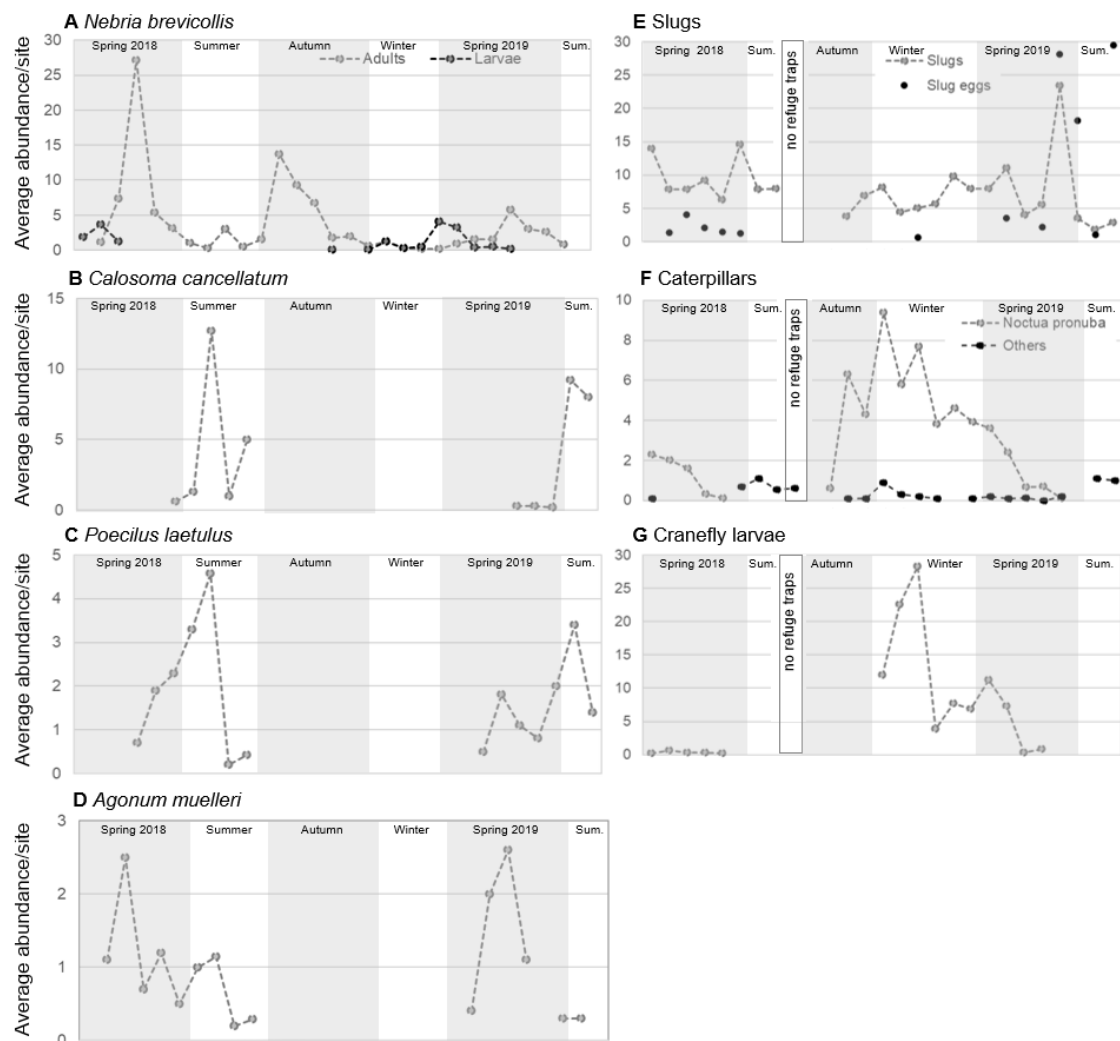 A Nebria brevicollis
Spring 2018 Summer Autumn Winter Spring 2019 Sum.
Adults Larvae
Average abundance/site
30
25
20
15
10
5
0
B Calosoma cancellatum
Spring 2018 Summer Autumn Winter Spring 2019 Sum.
Average abundance/site
15
10
5
0
C Poecilus laetulus
Spring 2018 Summer Autumn Winter Spring 2019 Sum.
Average abundance/site
5
4
3
2
1
0
D Agonum muelleri
Spring 2018 Summer Autumn Winter Spring 2019 Sum.
Average abundance/site
3
2
1
0
E Slugs
Spring 2018 Sum. Autumn Winter Spring 2019 Sum.
Slugs
Slug eggs
no refuge traps
30
25
20
15
10
5
0
F Caterpillars
Spring 2018 Sum. Autumn Winter Spring 2019 Sum.
Noctua pronuba
Others
no refuge traps
10
8
6
4
2
0
G Cranefly larvae
Spring 2018 Sum. Autumn Winter Spring 2019 Sum.
no refuge traps
30
25
20
15
10
5
0